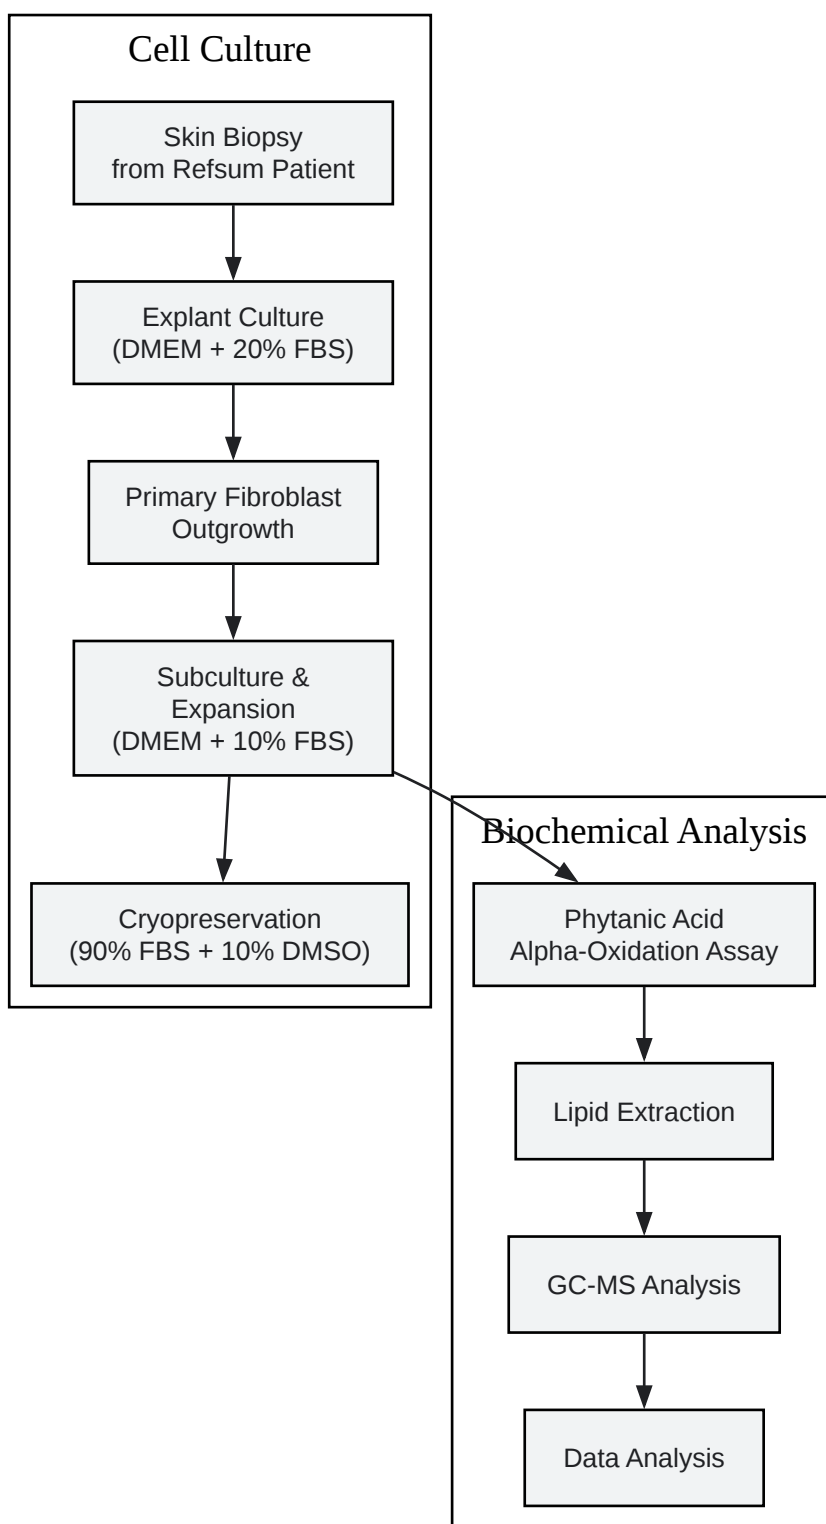 Cell Culture
Skin Biopsy
from Refsum Patient
Explant Culture
(DMEM + 20% FBS)
Primary Fibroblast
Outgrowth
Subculture &
Expansion
(DMEM + 10% FBS)
Cryopreservation
(90% FBS + 10% DMSO)
Biochemical Analysis
Phytanic Acid
Alpha-Oxidation Assay
Lipid Extraction
GC-MS Analysis
Data Analysis